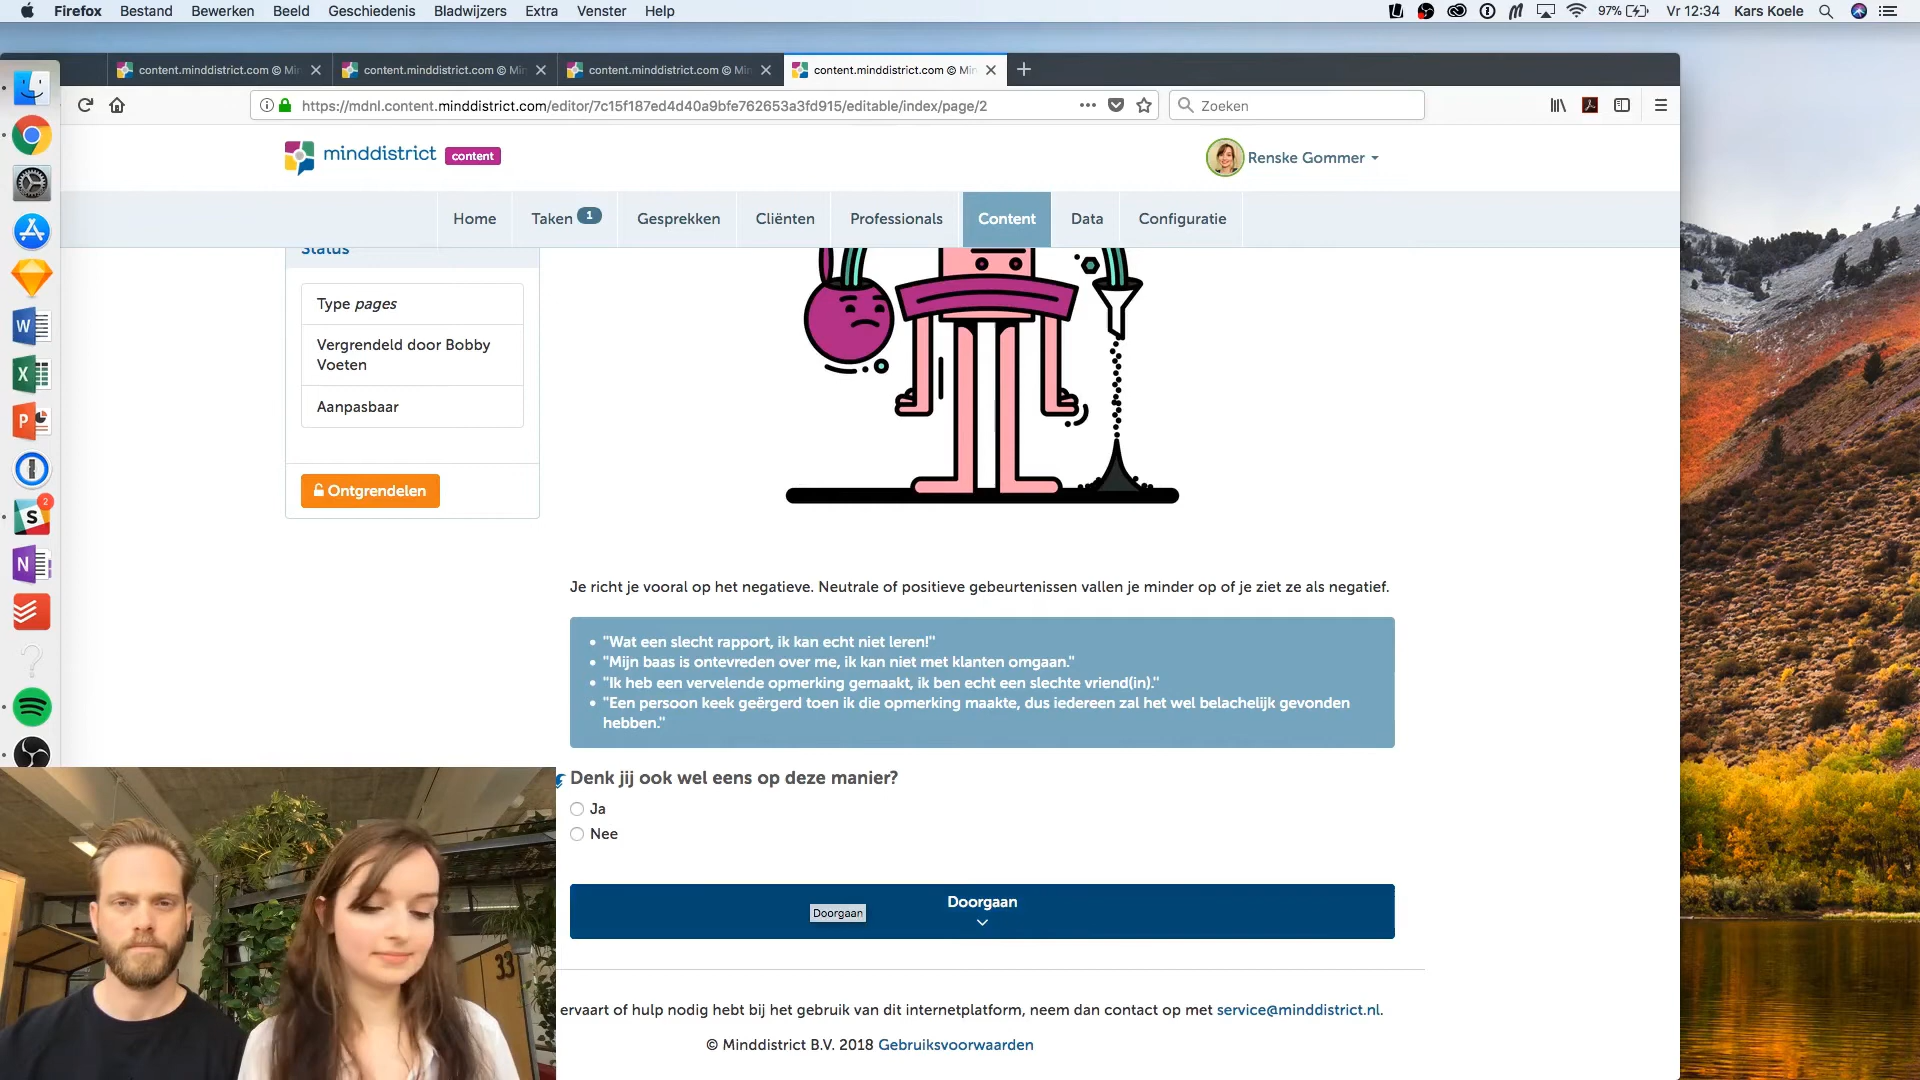 Firefox Bestand Bewerken Beeld Geschiedenis Bladwijzers Extra Venster Help 97% Vr 12:34 Kars Koele
content.minddistrict.com © Min content.minddistrict.com © Min content.minddistrict.com © Min content.minddistrict.com © Min
https://mdnl.content.minddistrict.com/editor/7c15f187ed4d40a9bfe762653a3fd915/editable/index/page/2 Zoeken
minddistrict content Renske Gommer
Home Taken 1 Gesprekken Cliënten Professionals Content Data Configuratie
Status
Type pages
Vergrendeld door Bobby
Voeten
Aanpasbaar
Ontgrendelen
Je richt je vooral op het negatieve. Neutrale of positieve gebeurtenissen vallen je minder op of je ziet ze als negatief.
• "Wat een slecht rapport, ik kan echt niet leren!"
• "Mijn baas is ontevreden over me, ik kan niet met klanten omgaan."
• "Ik heb een vervelende opmerking gemaakt, ik ben echt een slechte vriend(in)."
• "Een persoon keek geërgerd toen ik die opmerking maakte, dus iedereen zal het wel belachelijk gevonden
hebben."
Denk jij ook wel eens op deze manier?
Ja
Nee
Doorgaan
Doorgaan
33
ervaart of hulp nodig hebt bij het gebruik van dit internetplatform, neem dan contact op met service@minddistrict.nl.
© Minddistrict B.V. 2018 Gebruiksvoorwaarden
W
X
P
S 2
N